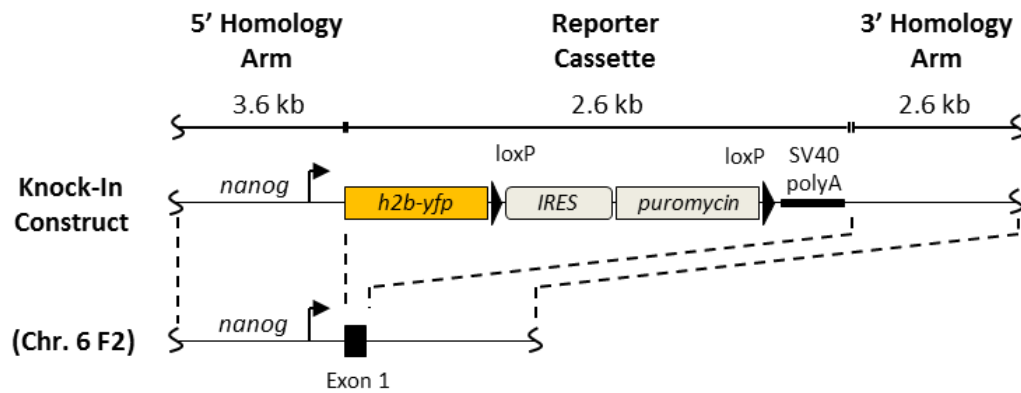 5’ Homology Arm
Reporter Cassette
3’ Homology Arm
3.6 kb
2.6 kb
2.6 kb
Knock-In Construct
nanog
h2b-yfp
loxP
IRES
puromycin
loxP
SV40 polyA
(Chr. 6 F2)
nanog
Exon 1